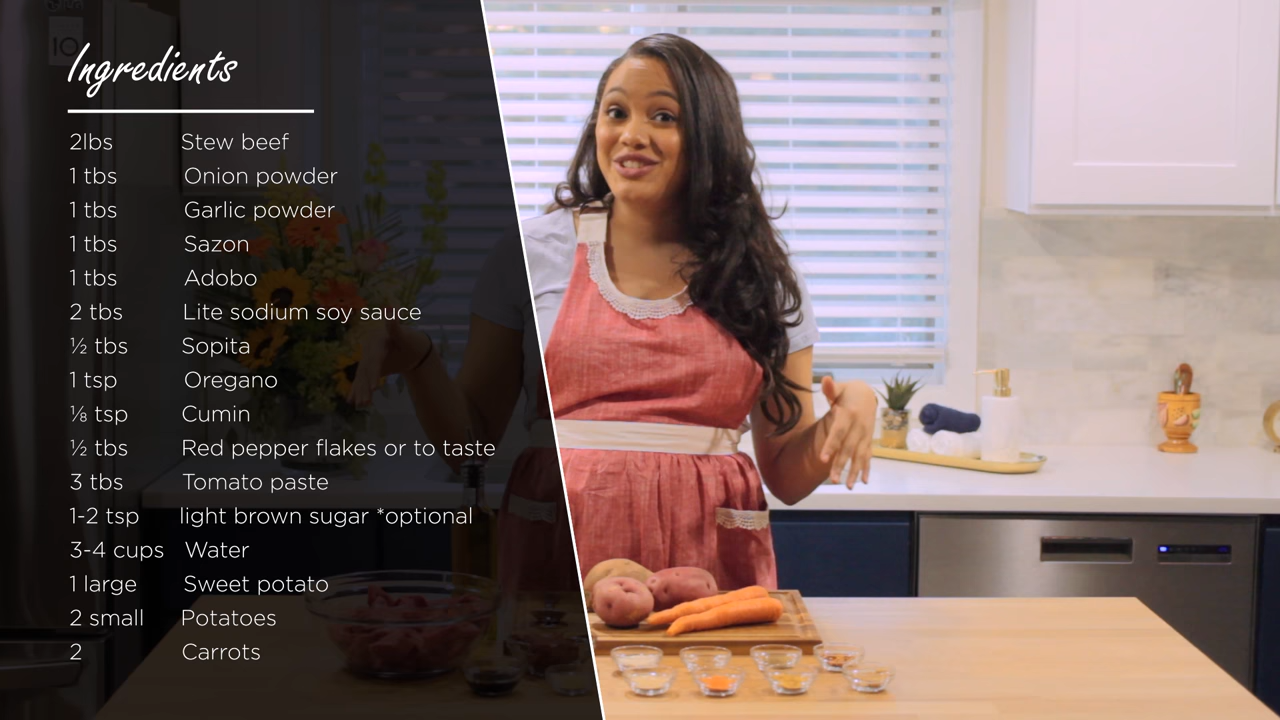 Ingredients
2lbs Stew beef
1 tbs Onion powder
1 tbs Garlic powder
1 tbs Sazon
1 tbs Adobo
2 tbs Lite sodium soy sauce
½ tbs Sopita
1 tsp Oregano
⅛ tsp Cumin
½ tbs Red pepper flakes or to taste
3 tbs Tomato paste
1-2 tsp light brown sugar *optional
3-4 cups Water
1 large Sweet potato
2 small Potatoes
2 Carrots